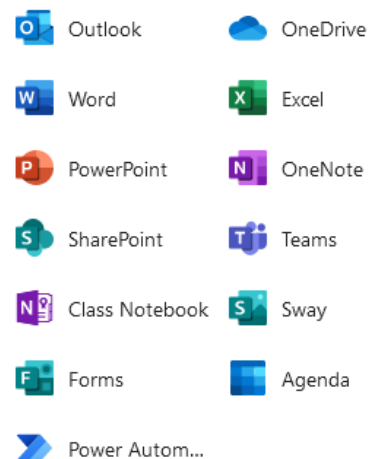 Outlook
OneDrive
Word
Excel
PowerPoint
OneNote
SharePoint
Teams
Class Notebook
Sway
Forms
Agenda
Power Autom...